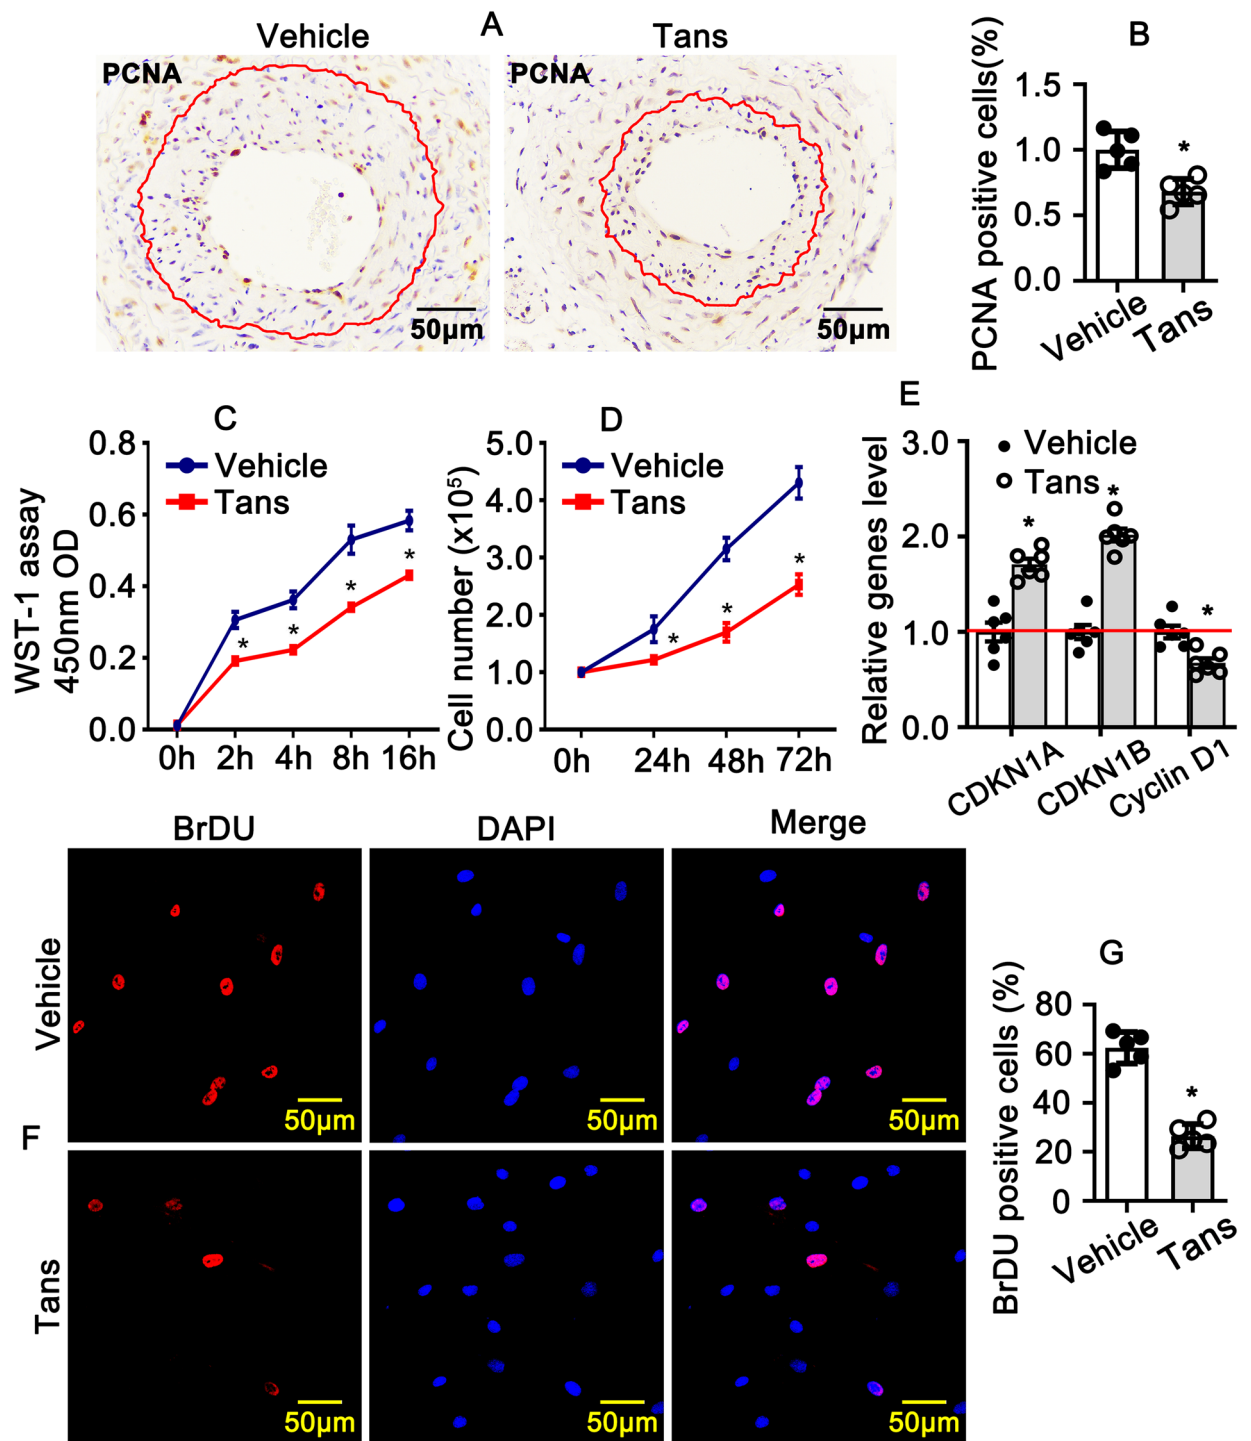 A
Vehicle
Tans
PCNA
PCNA
50µm
50µm
B
PCNA positive cells(%)
1.5
1.0
0.5
0.0
*
Vehicle
Tans
C
WST-1 assay
450nm OD
0.8
0.6
0.4
0.2
0.0
Vehicle
Tans
*
*
*
*
0h
2h
4h
8h
16h
D
Cell number (x10⁵)
5.0
4.0
3.0
2.0
1.0
0.0
Vehicle
Tans
*
*
*
0h
24h
48h
72h
E
Relative genes level
3.0
2.0
1.0
0.0
Vehicle
Tans
*
*
*
CDKN1A
CDKN1B
Cyclin D1
F
BrDU
DAPI
Merge
Vehicle
50µm
50µm
50µm
Tans
50µm
50µm
50µm
G
BrDU positive cells (%)
80
60
40
20
0
*
Vehicle
Tans